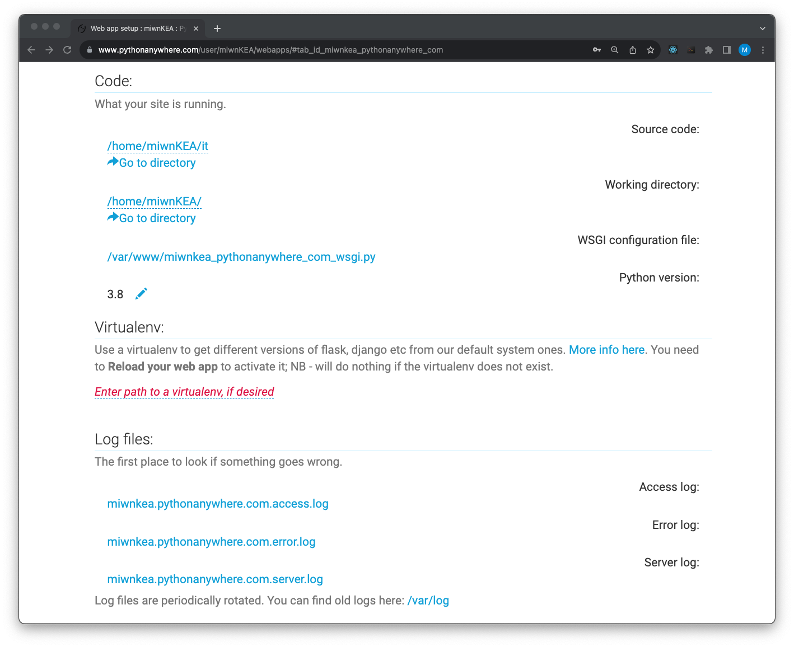 Web app setup : miwnKEA : P
www.pythonanywhere.com/user/miwnKEA/webapps/#tab_id_miwnkea_pythonanywhere_com
M
Code:
What your site is running.
Source code:
/home/miwnKEA/it
Go to directory
Working directory:
/home/miwnKEA/
Go to directory
WSGI configuration file:
/var/www/miwnkea_pythonanywhere_com_wsgi.py
Python version:
3.8
Virtualenv:
Use a virtualenv to get different versions of flask, django etc from our default system ones. More info here. You need
to Reload your web app to activate it; NB - will do nothing if the virtualenv does not exist.
Enter path to a virtualenv, if desired
Log files:
The first place to look if something goes wrong.
Access log:
miwnkea.pythonanywhere.com.access.log
Error log:
miwnkea.pythonanywhere.com.error.log
Server log:
miwnkea.pythonanywhere.com.server.log
Log files are periodically rotated. You can find old logs here: /var/log